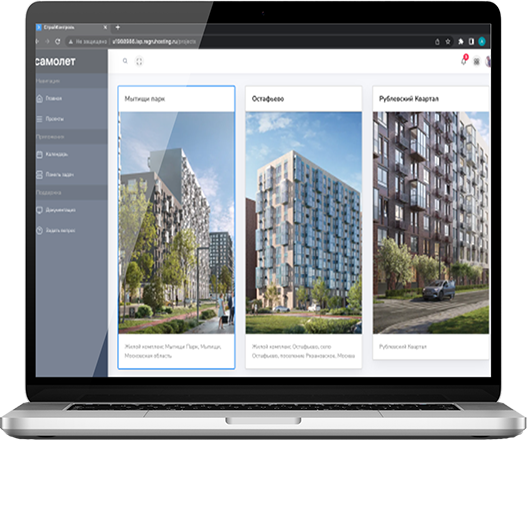 СтройКонтроль
Не защищено
u1988986.isp.regruhosting.ru/projects
самолет
Навигация
Главная
Проекты
Приложения
Календарь
Панель задач
Поддержка
Документация
Задать вопрос
Мытищи парк
Жилой комплекс Мытищи Парк, Мытищи,
Московская область
Остафьево
Жилой комплекс Остафьево, село
Остафьево, поселение Рязановское, Москва
Рублевский Квартал
Рублевский Квартал